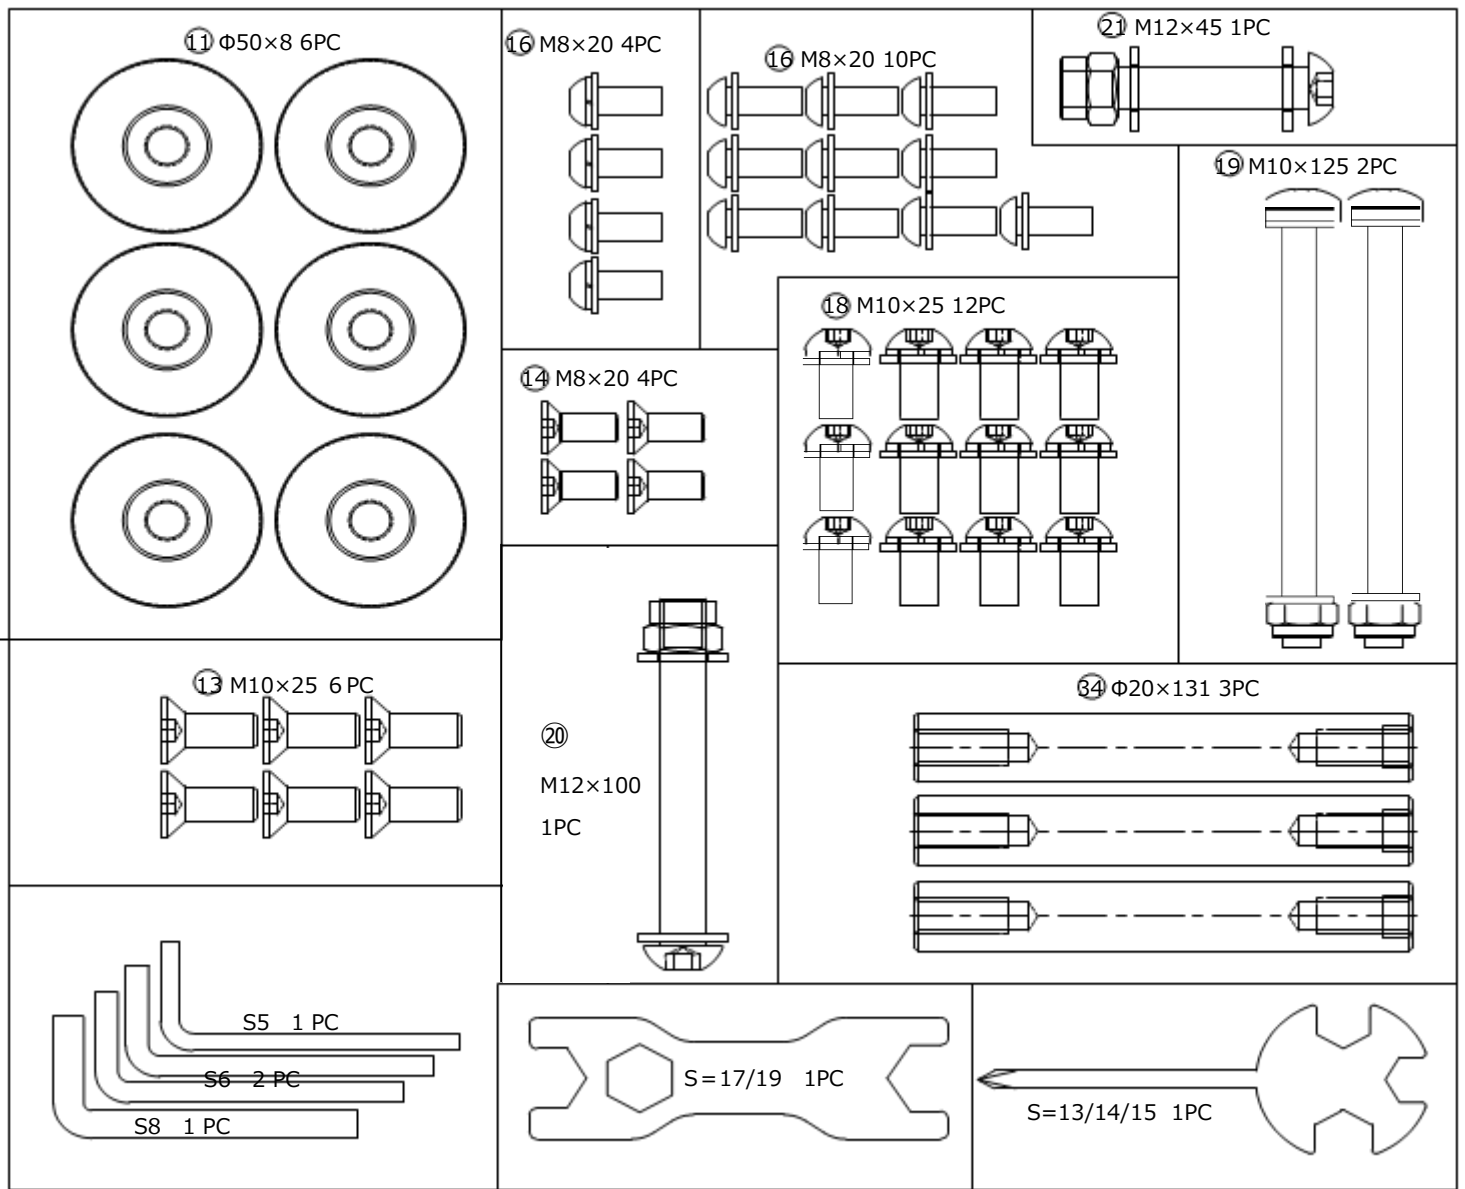 ⑪ Φ50×8 6PC
⑯ M8×20 4PC
⑯ M8×20 10PC
㉑ M12×45 1PC
⑲ M10×125 2PC
⑱ M10×25 12PC
⑭ M8×20 4PC
⑬ M10×25 6 PC
⑳
M12×100
1PC
㉞ Φ20×131 3PC
S5 1 PC
S6 2 PC
S8 1 PC
S=17/19 1PC
S=13/14/15 1PC